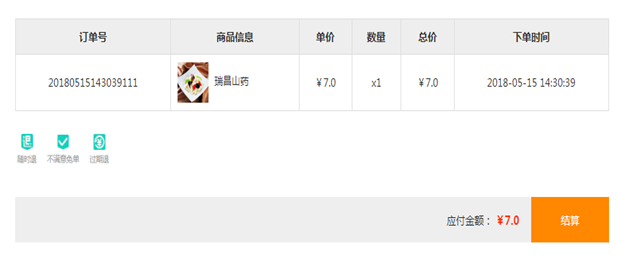 订单号 商品信息 单价 数量 总价 下单时间
20180515143039111 瑞昌山药 ¥7.0 x1 ¥7.0 2018-05-15 14:30:39
随时退 不满意免单 过期退
应付金额： ¥7.0 结算